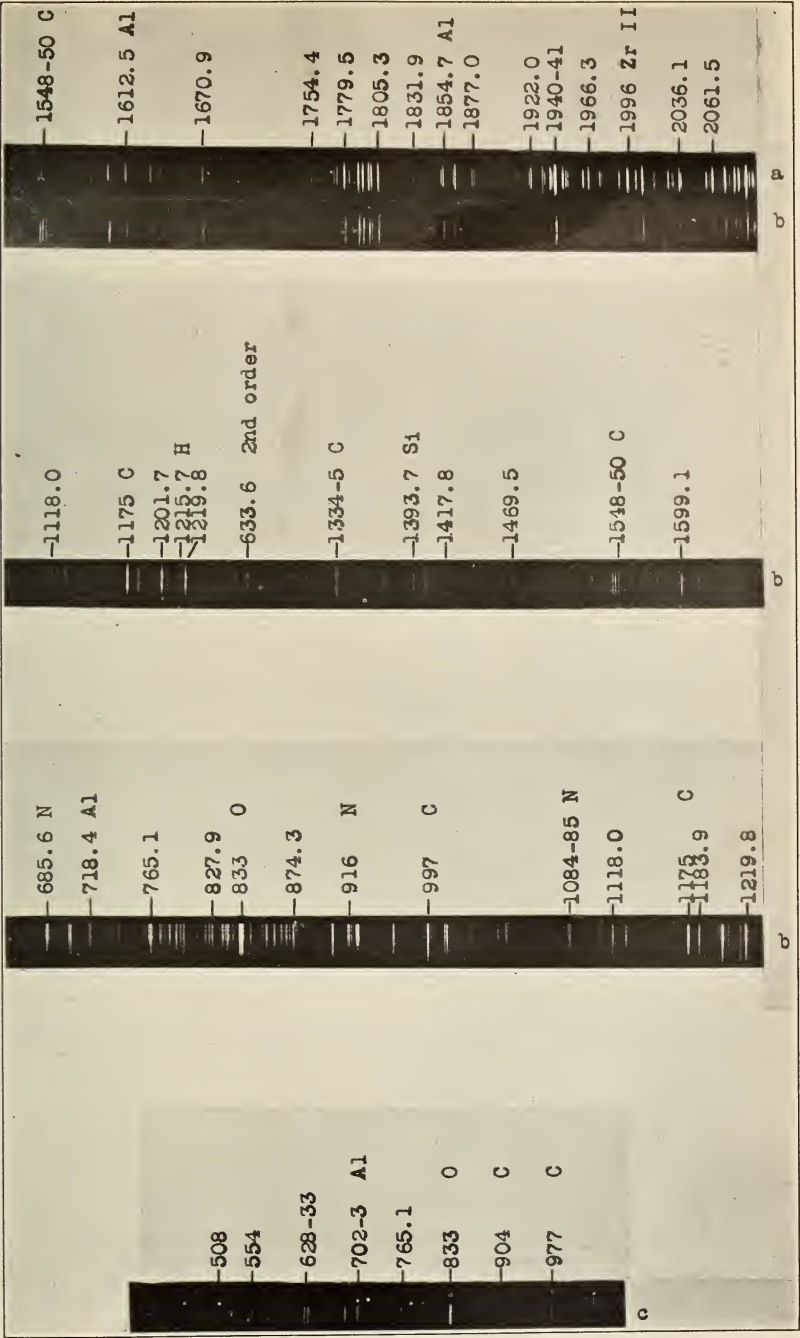 508
554
628-33
702-3 Al
765.1
833 O
904 C
977 C
c
685.6 N
718.4 Al
765.1
827.9
833 O
874.3
916 N
997 C
1084-85 N
1118.0
1175 C
1183.9
1219.8
b
1118.0
1175 C
1201.7
1215.7 H
1219.8
633.6 2nd order
1334-5 C
1393.7 Si
1417.8
1469.5
1548-50 C
1599.1
b
1548-50 C
1612.5 Al
1670.9
1754.4
1779.5
1805.3
1831.9
1854.7 Al
1877.0
1922.0
1940-41
1966.3
1996 Zr II
2036.1
2061.5
b a